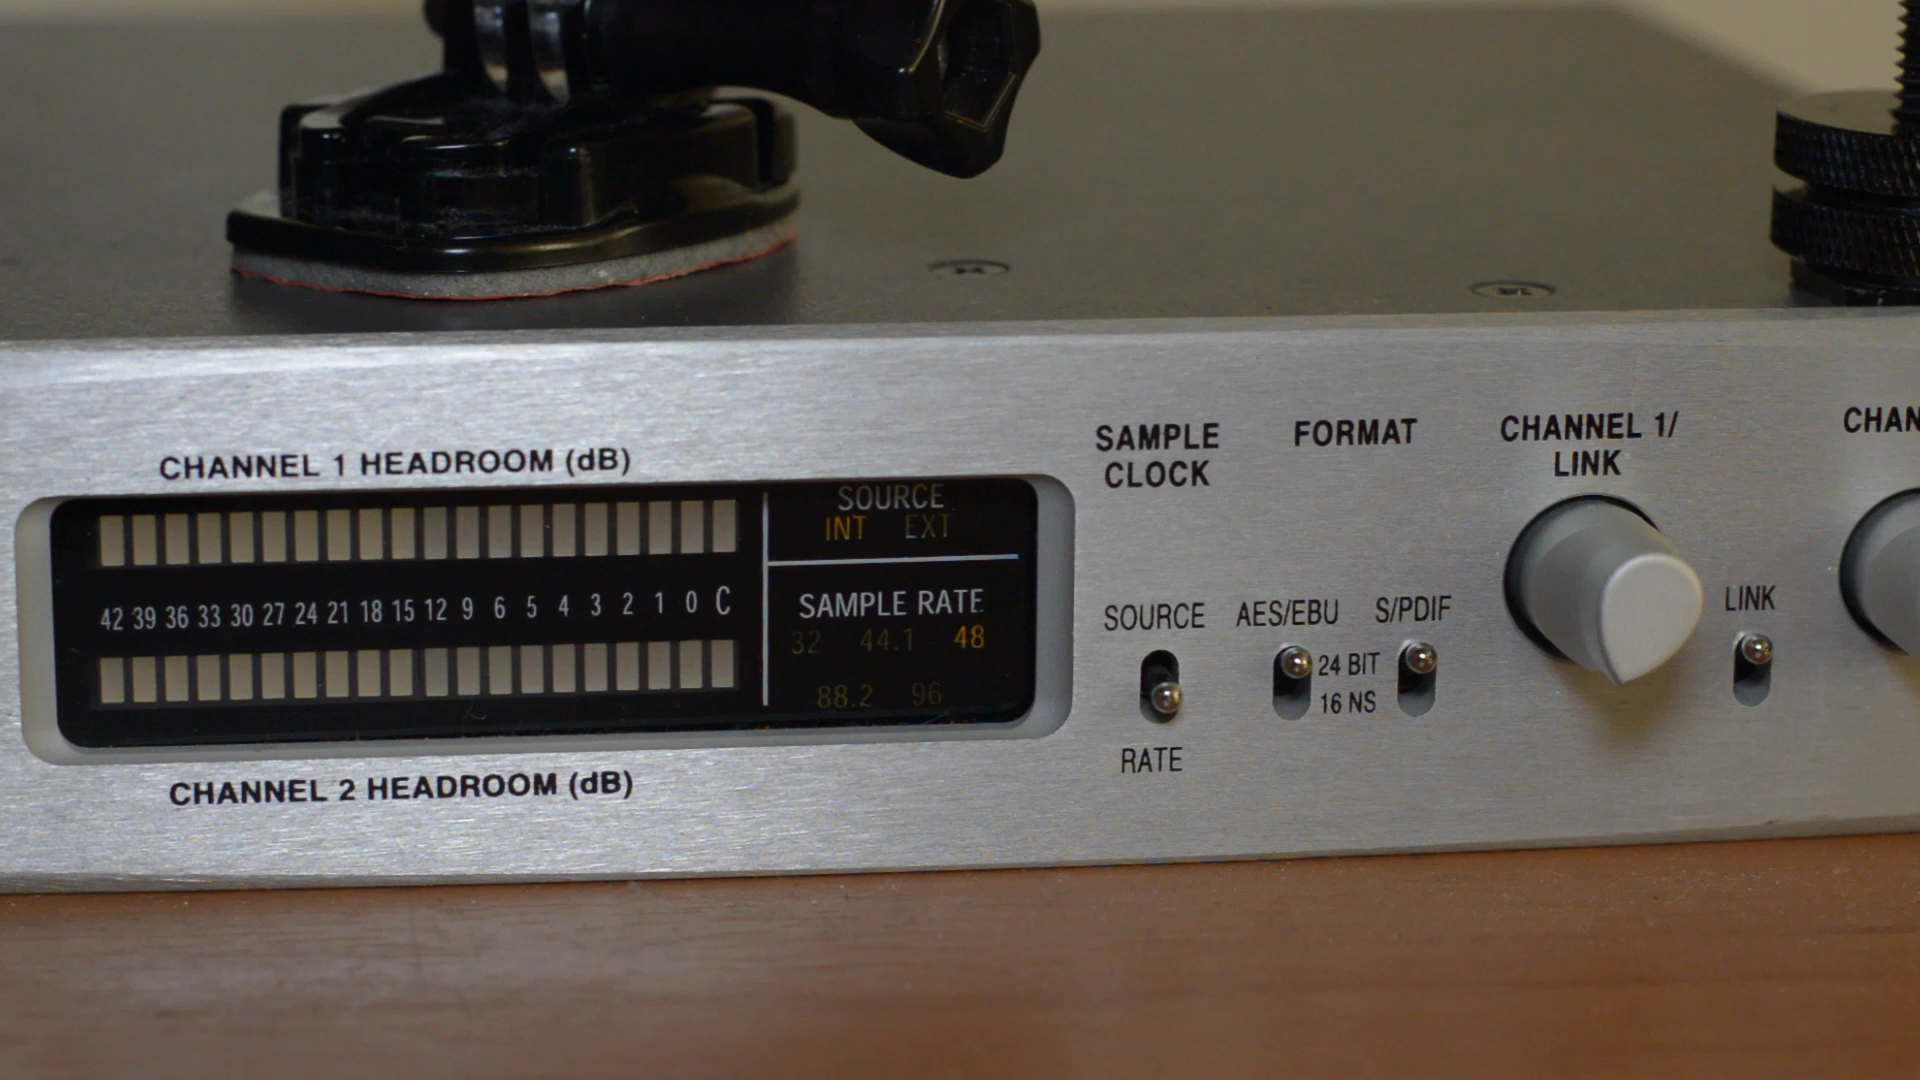 CHANNEL 1 HEADROOM (dB)
42 39 36 33 30 27 24 21 18 15 12 9 6 5 4 3 2 1 0 C
CHANNEL 2 HEADROOM (dB)
SOURCE
INT EXT
SAMPLE RATE
32 44.1 48
88.2 96
SAMPLE
CLOCK
SOURCE
RATE
FORMAT
AES/EBU S/PDIF
24 BIT
16 NS
CHANNEL 1/
LINK
LINK
CHAN